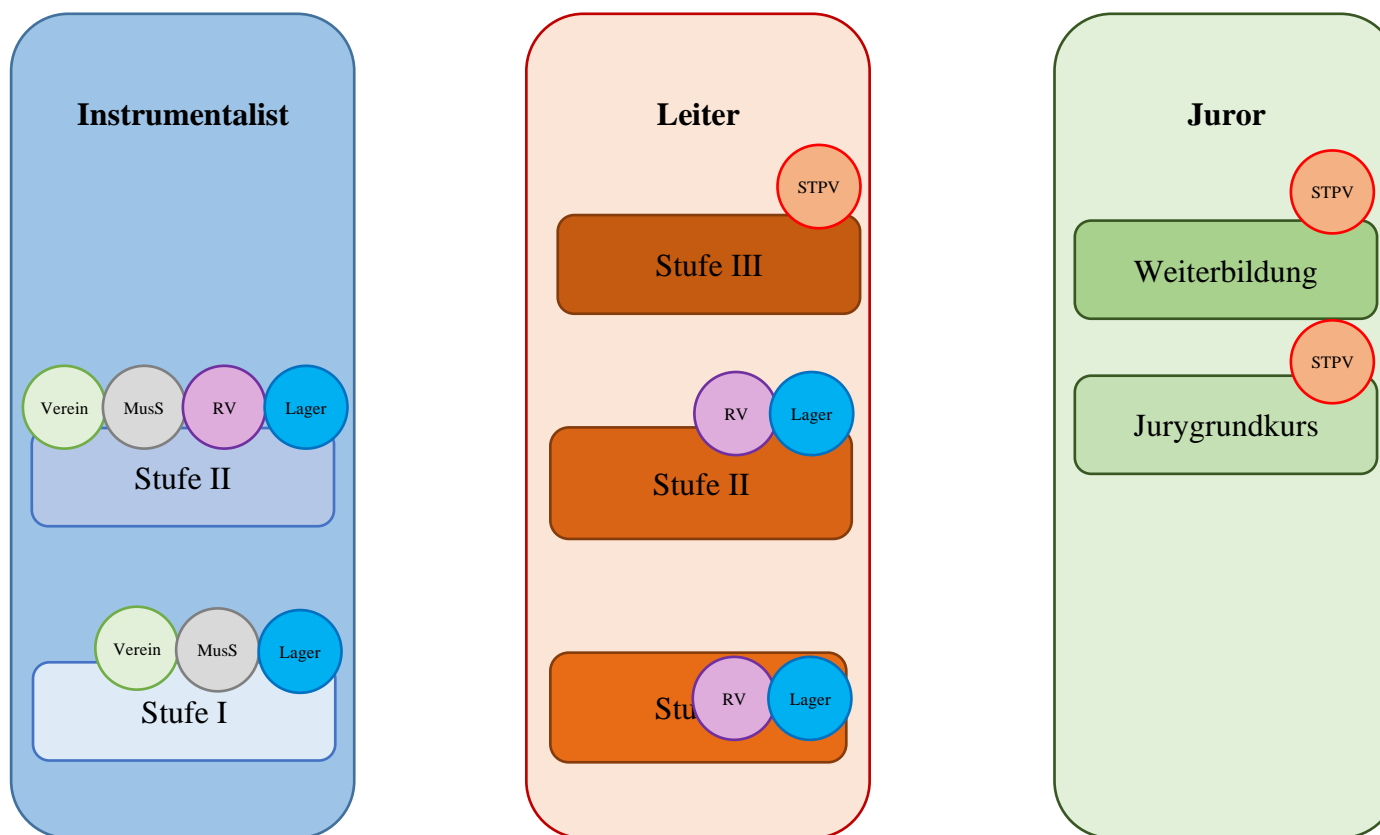 Instrumentalist
Verein MusS RV Lager
Stufe II
Verein MusS Lager
Stufe I
Leiter
STPV
Stufe III
RV Lager
Stufe II
RV Lager
Juror
STPV
Weiterbildung
STPV
Jurygrundkurs